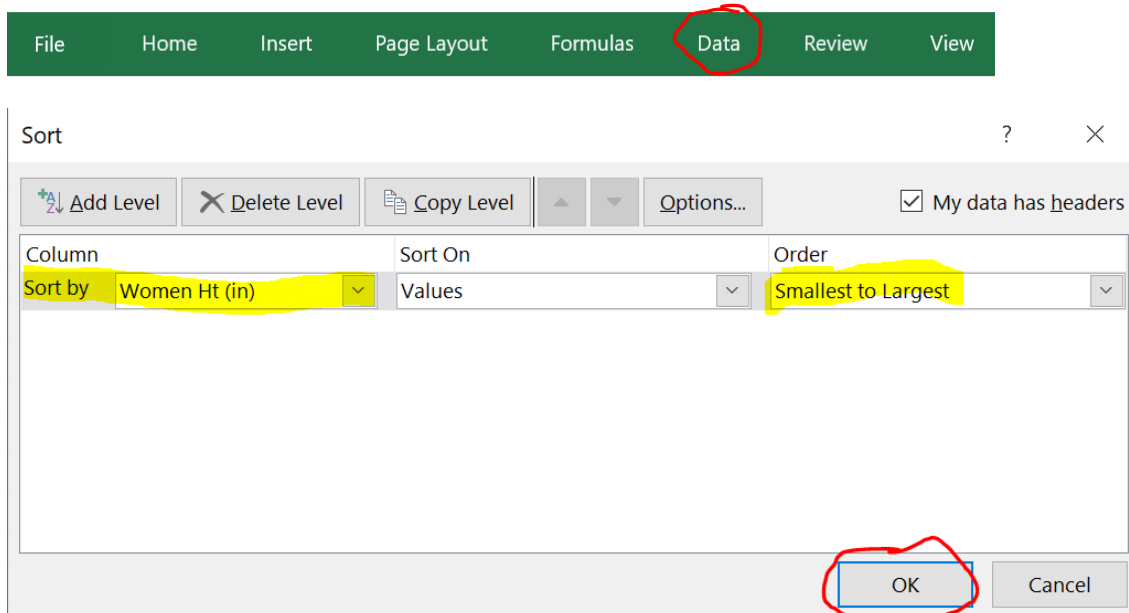 File Home Insert Page Layout Formulas Data Review View
Sort ?
Add Level Delete Level Copy Level Options... My data has headers
Column Sort On Order
Sort by Women Ht (in) Values Smallest to Largest
OK Cancel